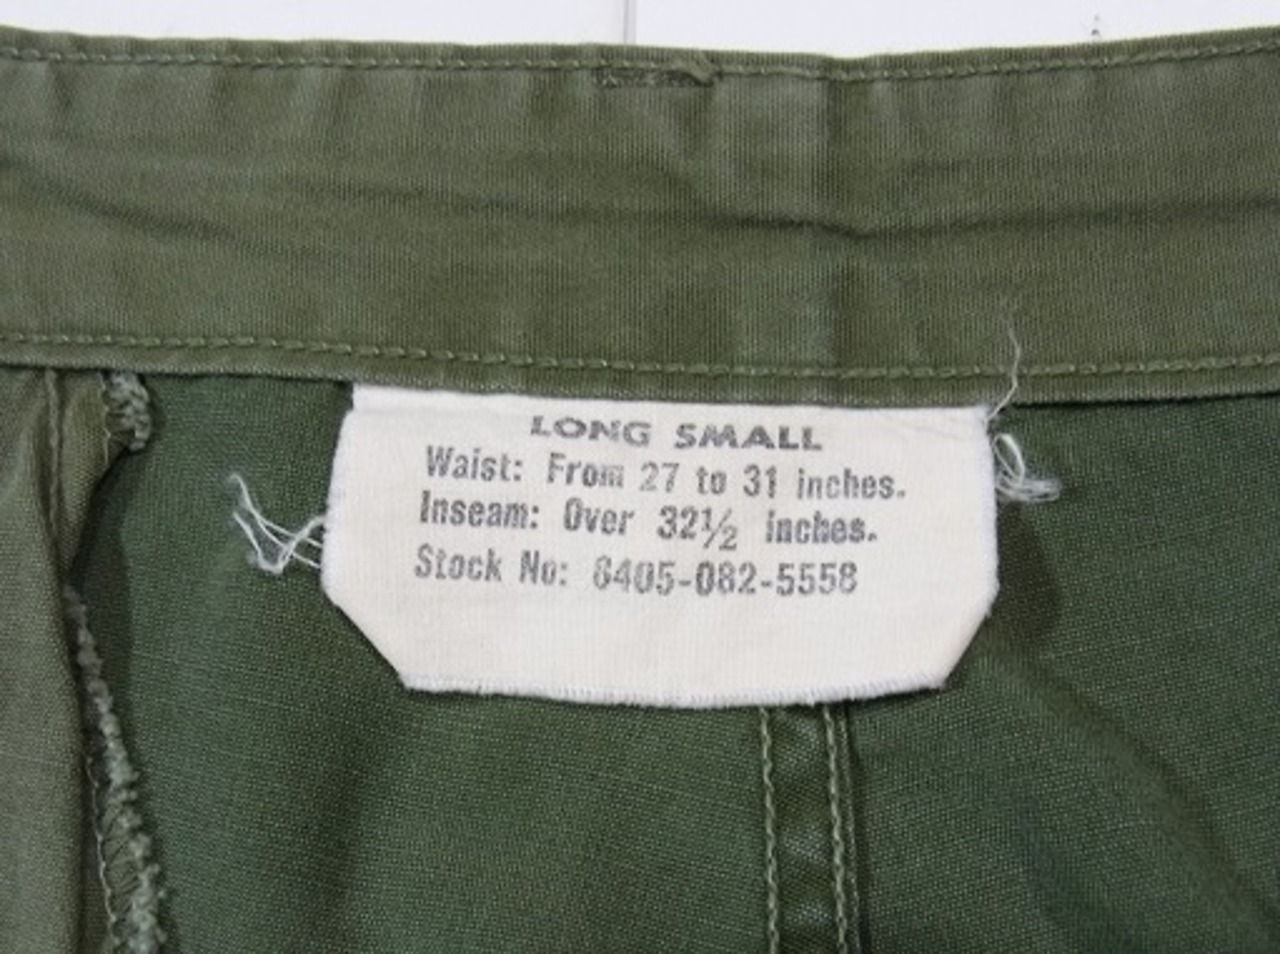 LONG SMALL
Waist: From 27 to 31 inches.
Inseam: Over 32½ inches.
Stock No: 8405-082-5558